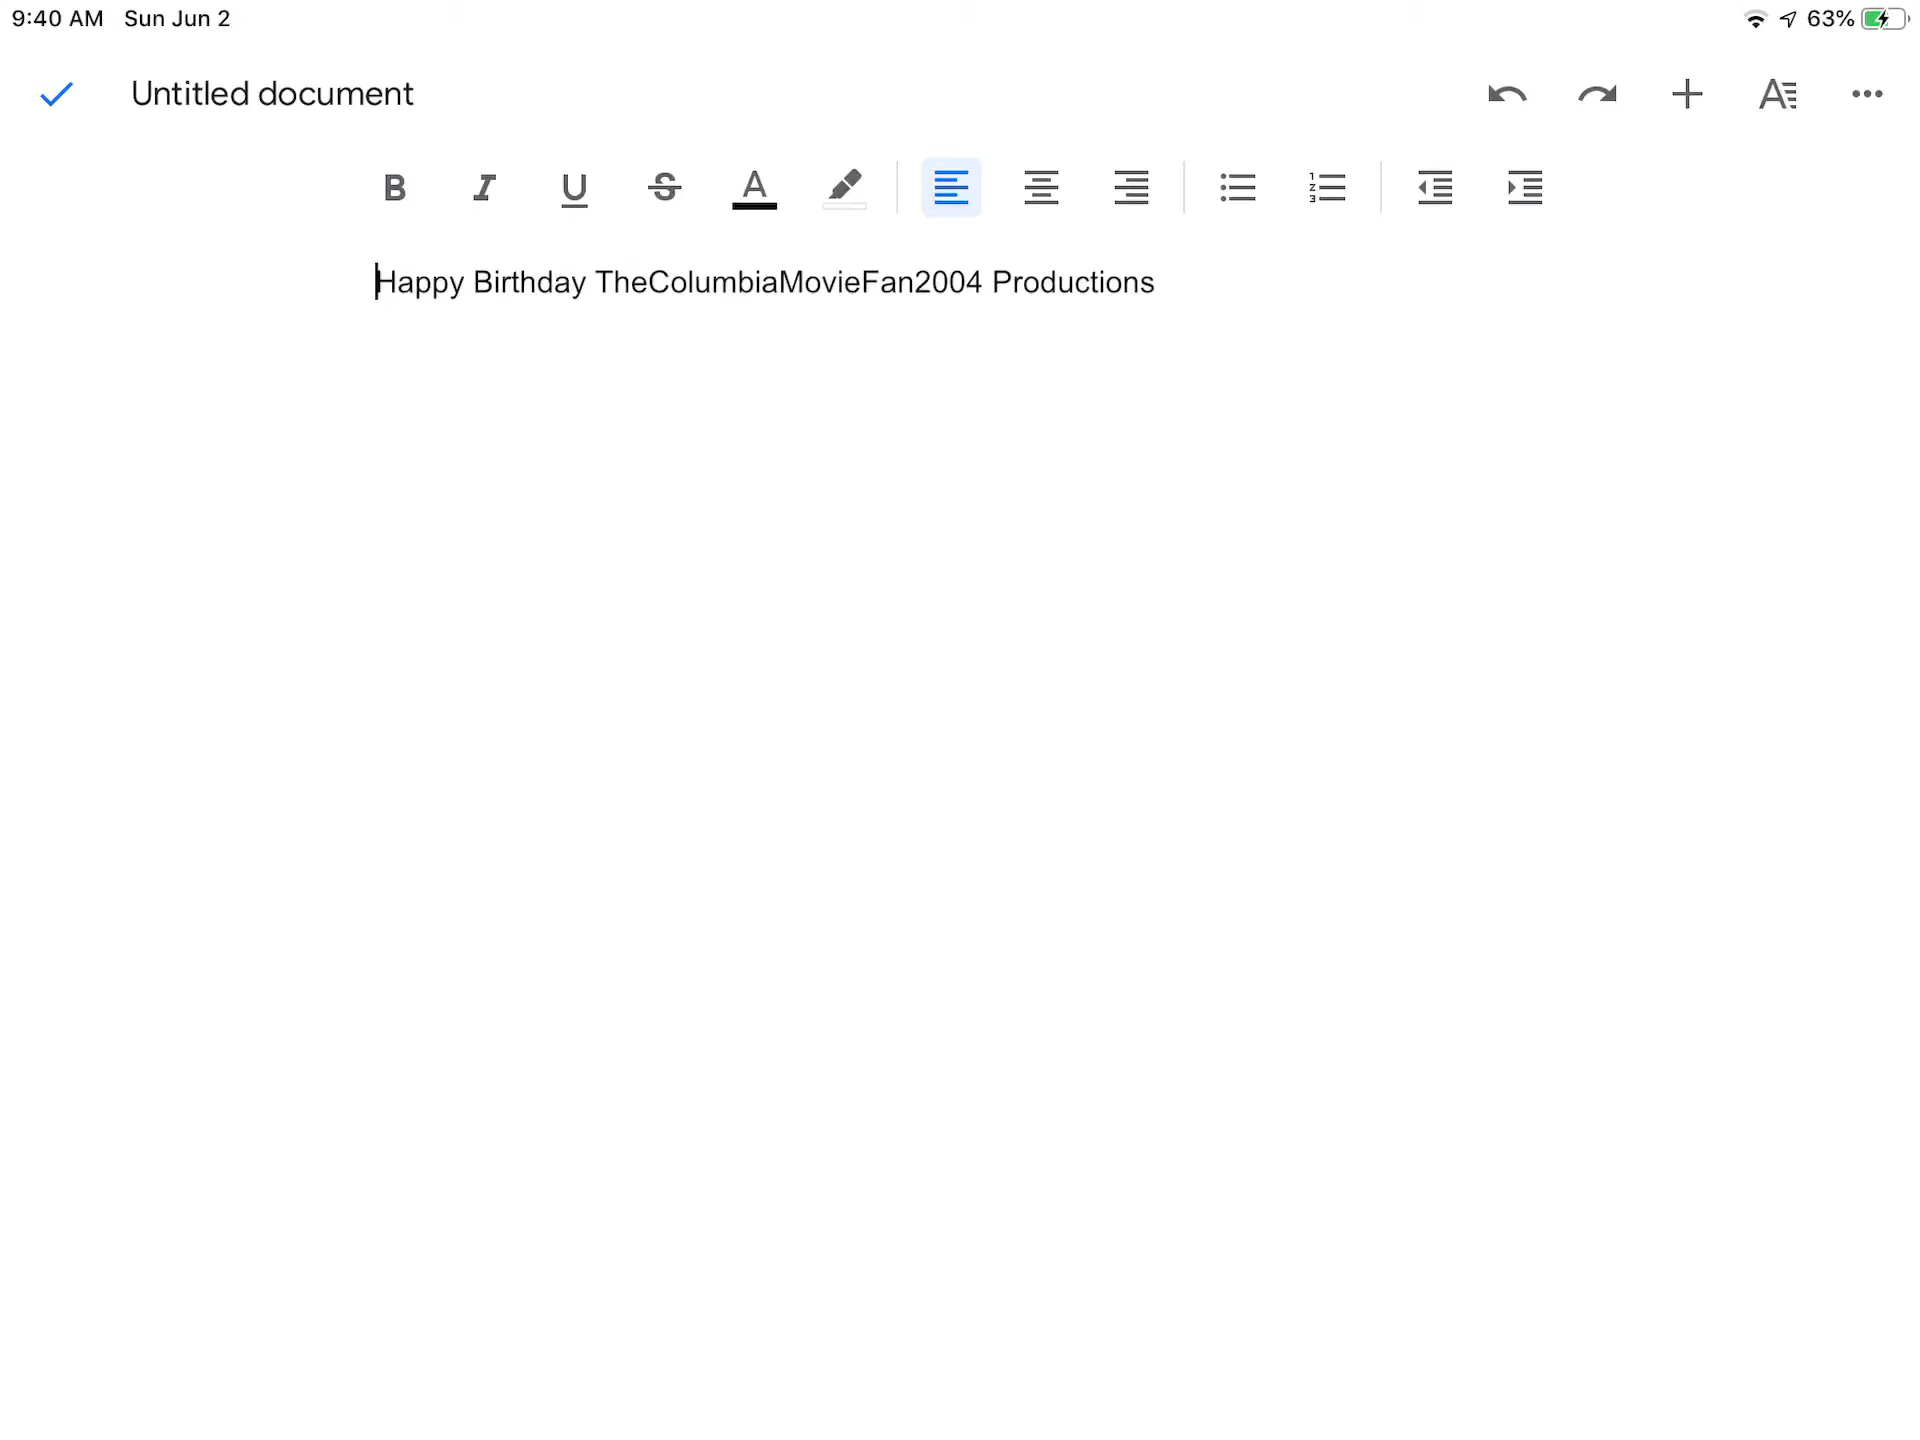 9:40 AM Sun Jun 2 63%
Untitled document
Happy Birthday TheColumbiaMovieFan2004 Productions